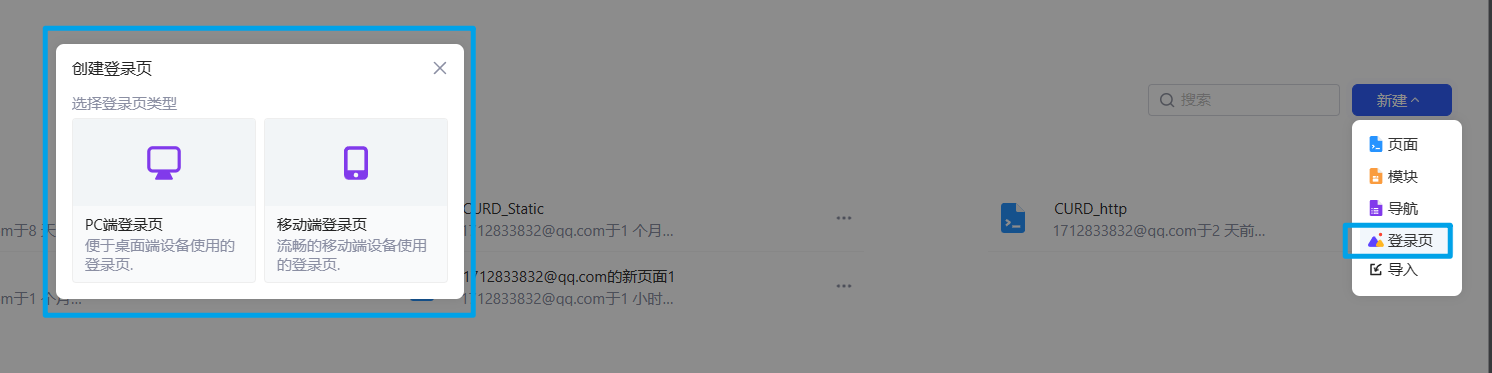 创建登录页
选择登录页类型
PC端登录页
便于桌面端设备使用的
登录页.
移动端登录页
流畅的移动端设备使用
的登录页.
搜索
新建
页面
模块
导航
登录页
导入
om于8 天
CURD_Static
1712833832@qq.com于1 个月...
CURD_http
1712833832@qq.com于2 天前...
om于1 个月...
1712833832@qq.com的新页面1
1712833832@qq.com于1 小时...